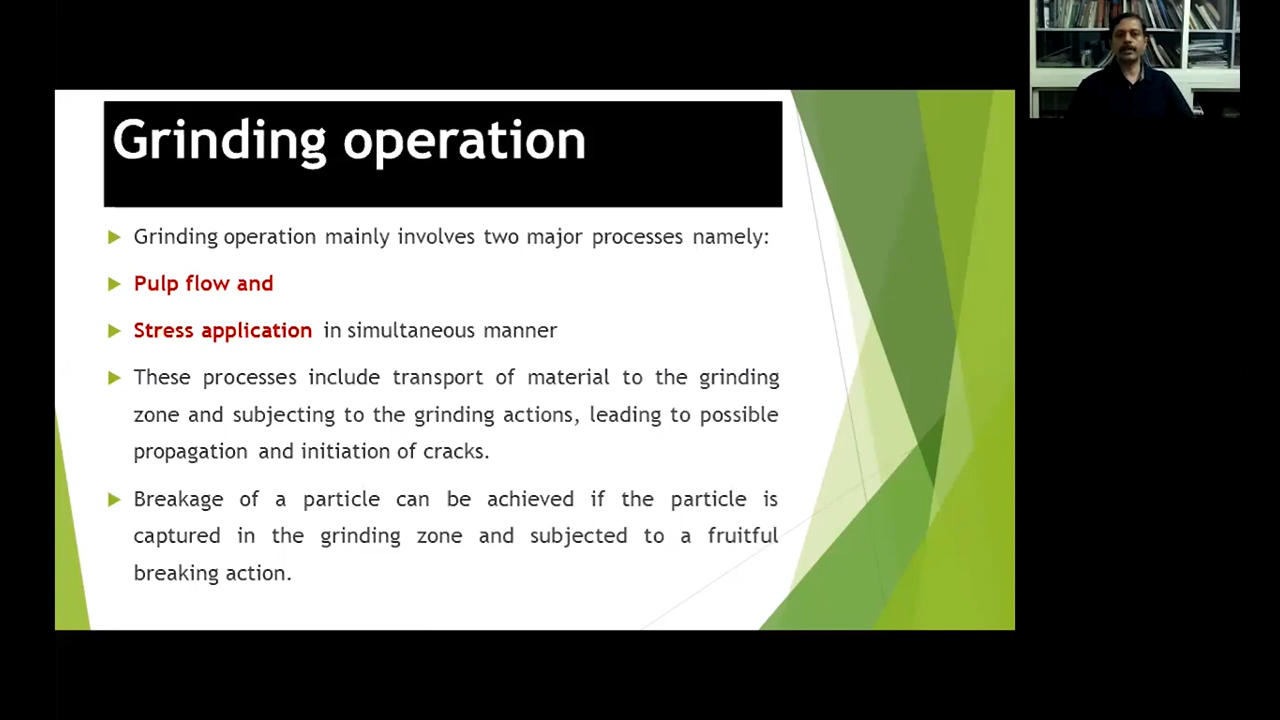 Grinding operation
Grinding operation mainly involves two major processes namely:
Pulp flow and
Stress application in simultaneous manner
These processes include transport of material to the grinding
zone and subjecting to the grinding actions, leading to possible
propagation and initiation of cracks.
Breakage of a particle can be achieved if the particle is
captured in the grinding zone and subjected to a fruitful
breaking action.